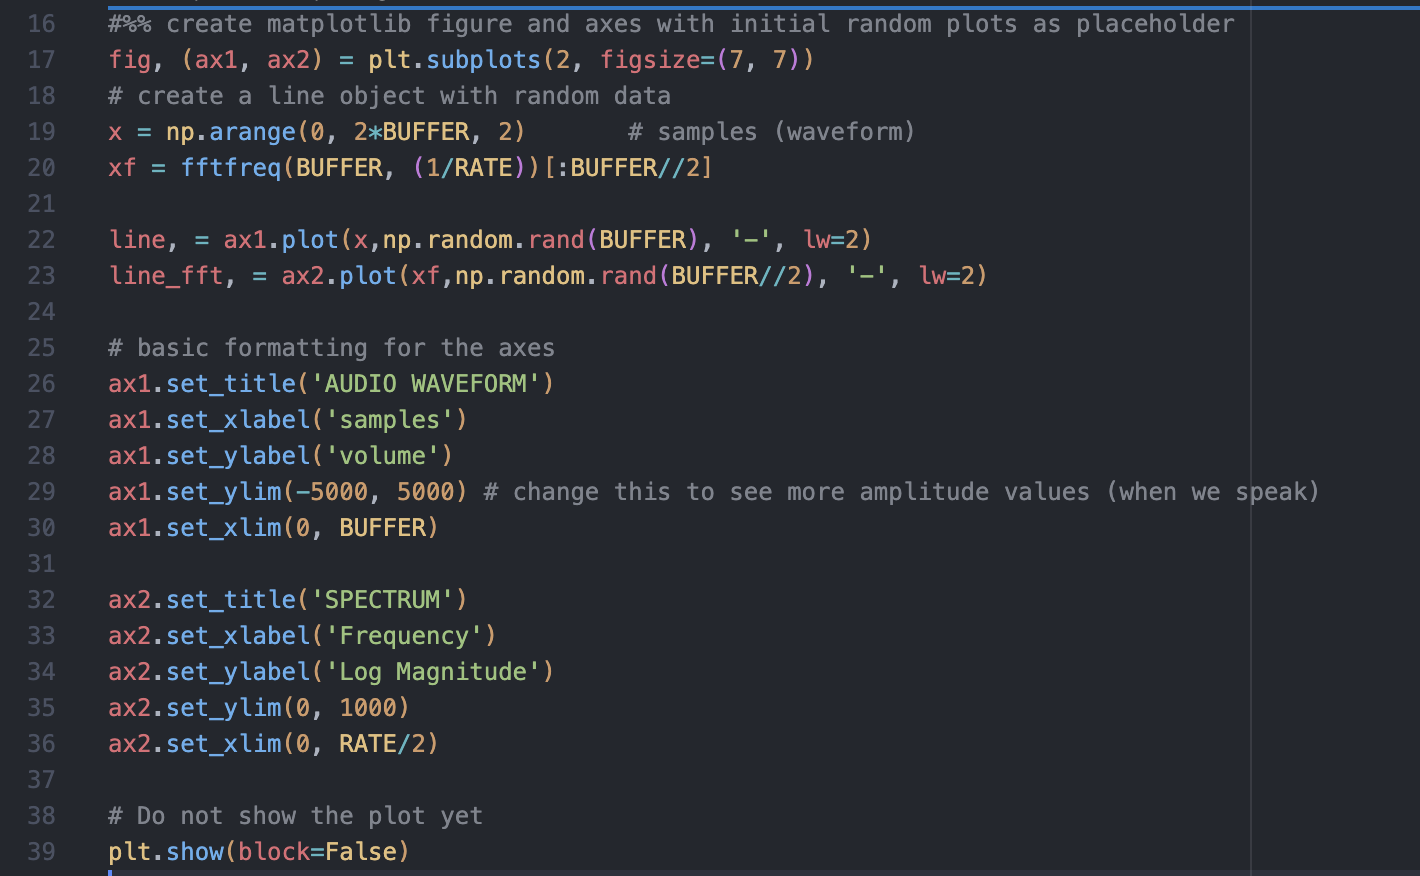 16 #%% create matplotlib figure and axes with initial random plots as placeholder
17 fig, (ax1, ax2) = plt.subplots(2, figsize=(7, 7))
18 # create a line object with random data
19 x = np.arange(0, 2*BUFFER, 2)       # samples (waveform)
20 xf = fftfreq(BUFFER, (1/RATE))[:BUFFER//2]
21
22 line, = ax1.plot(x,np.random.rand(BUFFER), '-', lw=2)
23 line_fft, = ax2.plot(xf,np.random.rand(BUFFER//2), '-', lw=2)
24
25 # basic formatting for the axes
26 ax1.set_title('AUDIO WAVEFORM')
27 ax1.set_xlabel('samples')
28 ax1.set_ylabel('volume')
29 ax1.set_ylim(-5000, 5000) # change this to see more amplitude values (when we speak)
30 ax1.set_xlim(0, BUFFER)
31
32 ax2.set_title('SPECTRUM')
33 ax2.set_xlabel('Frequency')
34 ax2.set_ylabel('Log Magnitude')
35 ax2.set_ylim(0, 1000)
36 ax2.set_xlim(0, RATE/2)
37
38 # Do not show the plot yet
39 plt.show(block=False)